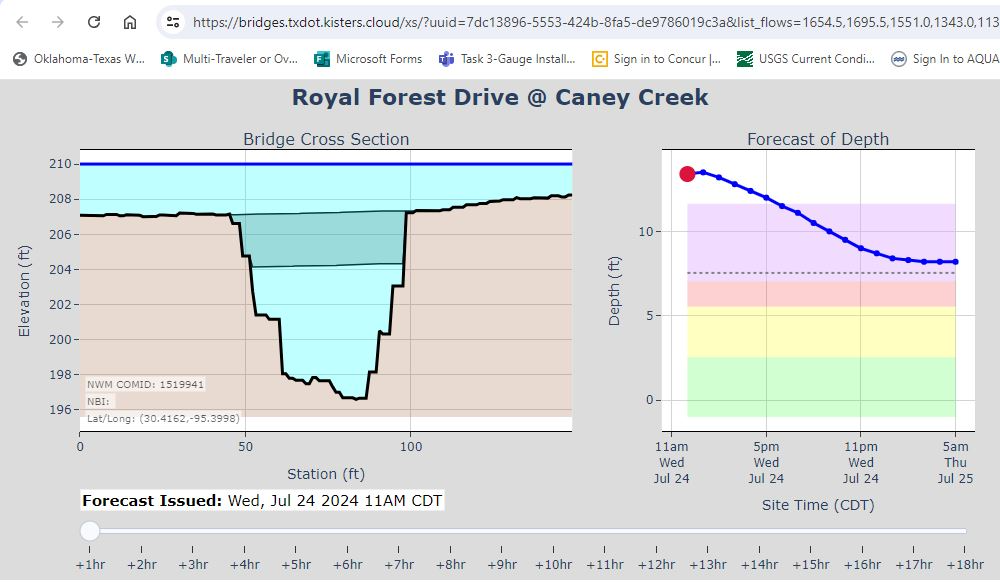 https://bridges.txdot.kisters.cloud/xs/?uuid=7dc13896-5553-424b-8fa5-de9786019c3a&list_flows=1654.5,1695.5,1551.0,1343.0,113
Oklahoma-Texas W... Multi-Traveler or Ov... Microsoft Forms Task 3-Gauge Install... Sign in to Concur |... USGS Current Condi... Sign In to AQUA
Royal Forest Drive @ Caney Creek
Bridge Cross Section
210
208
206
204
202
200
198
196
Elevation (ft)
NWM COMID: 1519941
NBI:
Lat/Long: (30.4162,-95.3998)
0 50 100
Station (ft)
Forecast of Depth
10
5
0
Depth (ft)
11am 5pm 11pm 5am
Wed Wed Wed Thu
Jul 24 Jul 24 Jul 24 Jul 25
Site Time (CDT)
Forecast Issued: Wed, Jul 24 2024 11AM CDT
+1hr +2hr +3hr +4hr +5hr +6hr +7hr +8hr +9hr +10hr +11hr +12hr +13hr +14hr +15hr +16hr +17hr +18hr